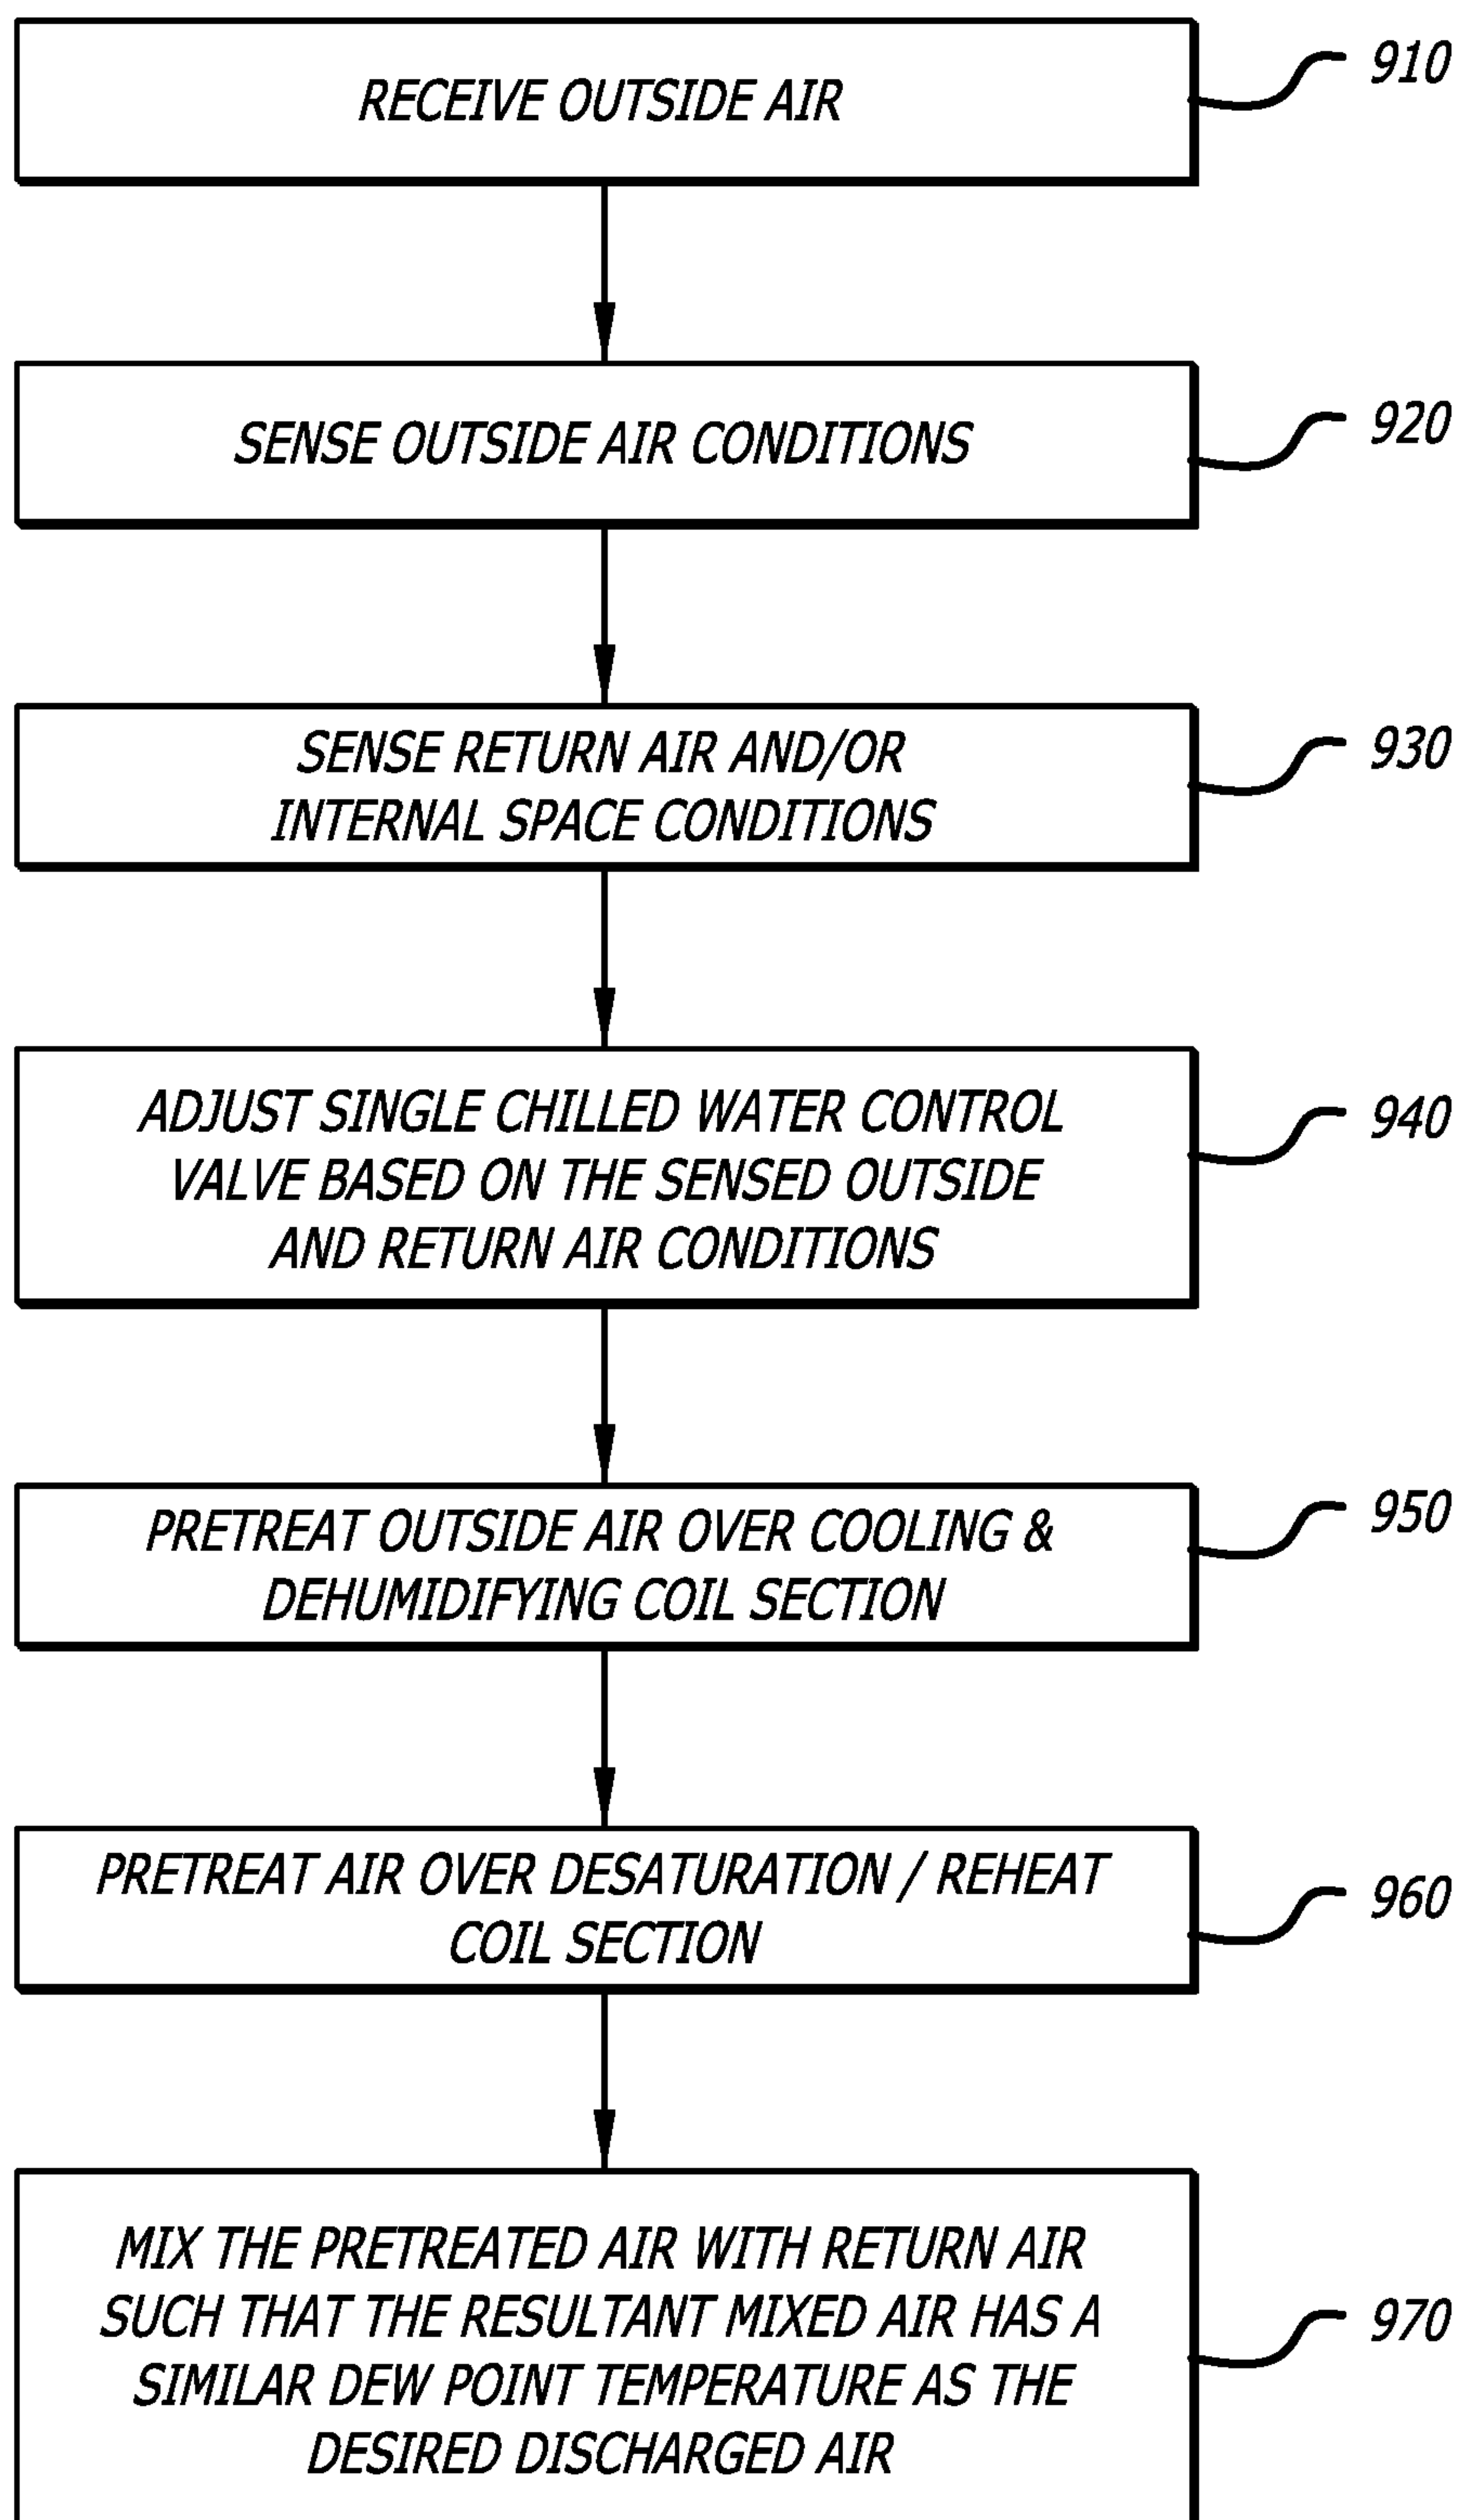 RECEIVE OUTSIDE AIR
910
SENSE OUTSIDE AIR CONDITIONS
920
SENSE RETURN AIR AND/OR
INTERNAL SPACE CONDITIONS
930
ADJUST SINGLE CHILLED WATER CONTROL
VALVE BASED ON THE SENSED OUTSIDE
AND RETURN AIR CONDITIONS
940
PRETREAT OUTSIDE AIR OVER COOLING &
DEHUMIDIFYING COIL SECTION
950
PRETREAT AIR OVER DESATURATION / REHEAT
COIL SECTION
960
MIX THE PRETREATED AIR WITH RETURN AIR
SUCH THAT THE RESULTANT MIXED AIR HAS A
SIMILAR DEW POINT TEMPERATURE AS THE
DESIRED DISCHARGED AIR
970